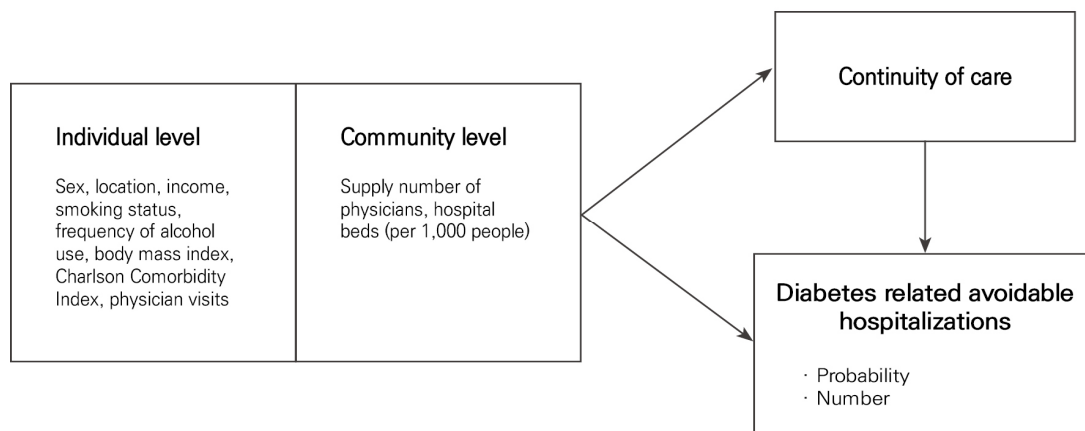 Individual level
Sex, location, income,
smoking status,
frequency of alcohol
use, body mass index,
Charlson Comorbidity
Index, physician visits
Community level
Supply number of
physicians, hospital
beds (per 1,000 people)
Continuity of care
Diabetes related avoidable
hospitalizations
· Probability
· Number